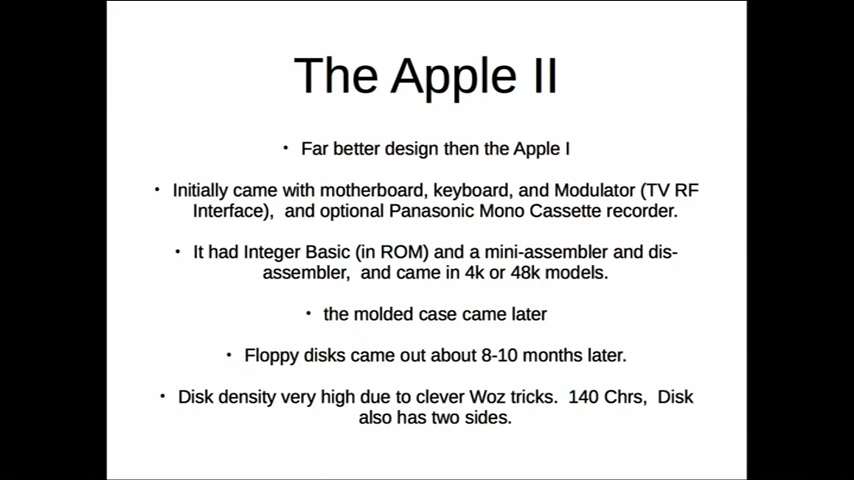 The Apple II
• Far better design then the Apple I
• Initially came with motherboard, keyboard, and Modulator (TV RF
Interface), and optional Panasonic Mono Cassette recorder.
• It had Integer Basic (in ROM) and a mini-assembler and dis-
assembler, and came in 4k or 48k models.
• the molded case came later
• Floppy disks came out about 8-10 months later.
• Disk density very high due to clever Woz tricks. 140 Chrs, Disk
also has two sides.